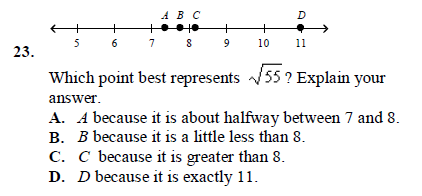 A B C D
5 6 7 8 9 10 11
23.
Which point best represents √55 ? Explain your
answer.
A. A because it is about halfway between 7 and 8.
B. B because it is a little less than 8.
C. C because it is greater than 8.
D. D because it is exactly 11.